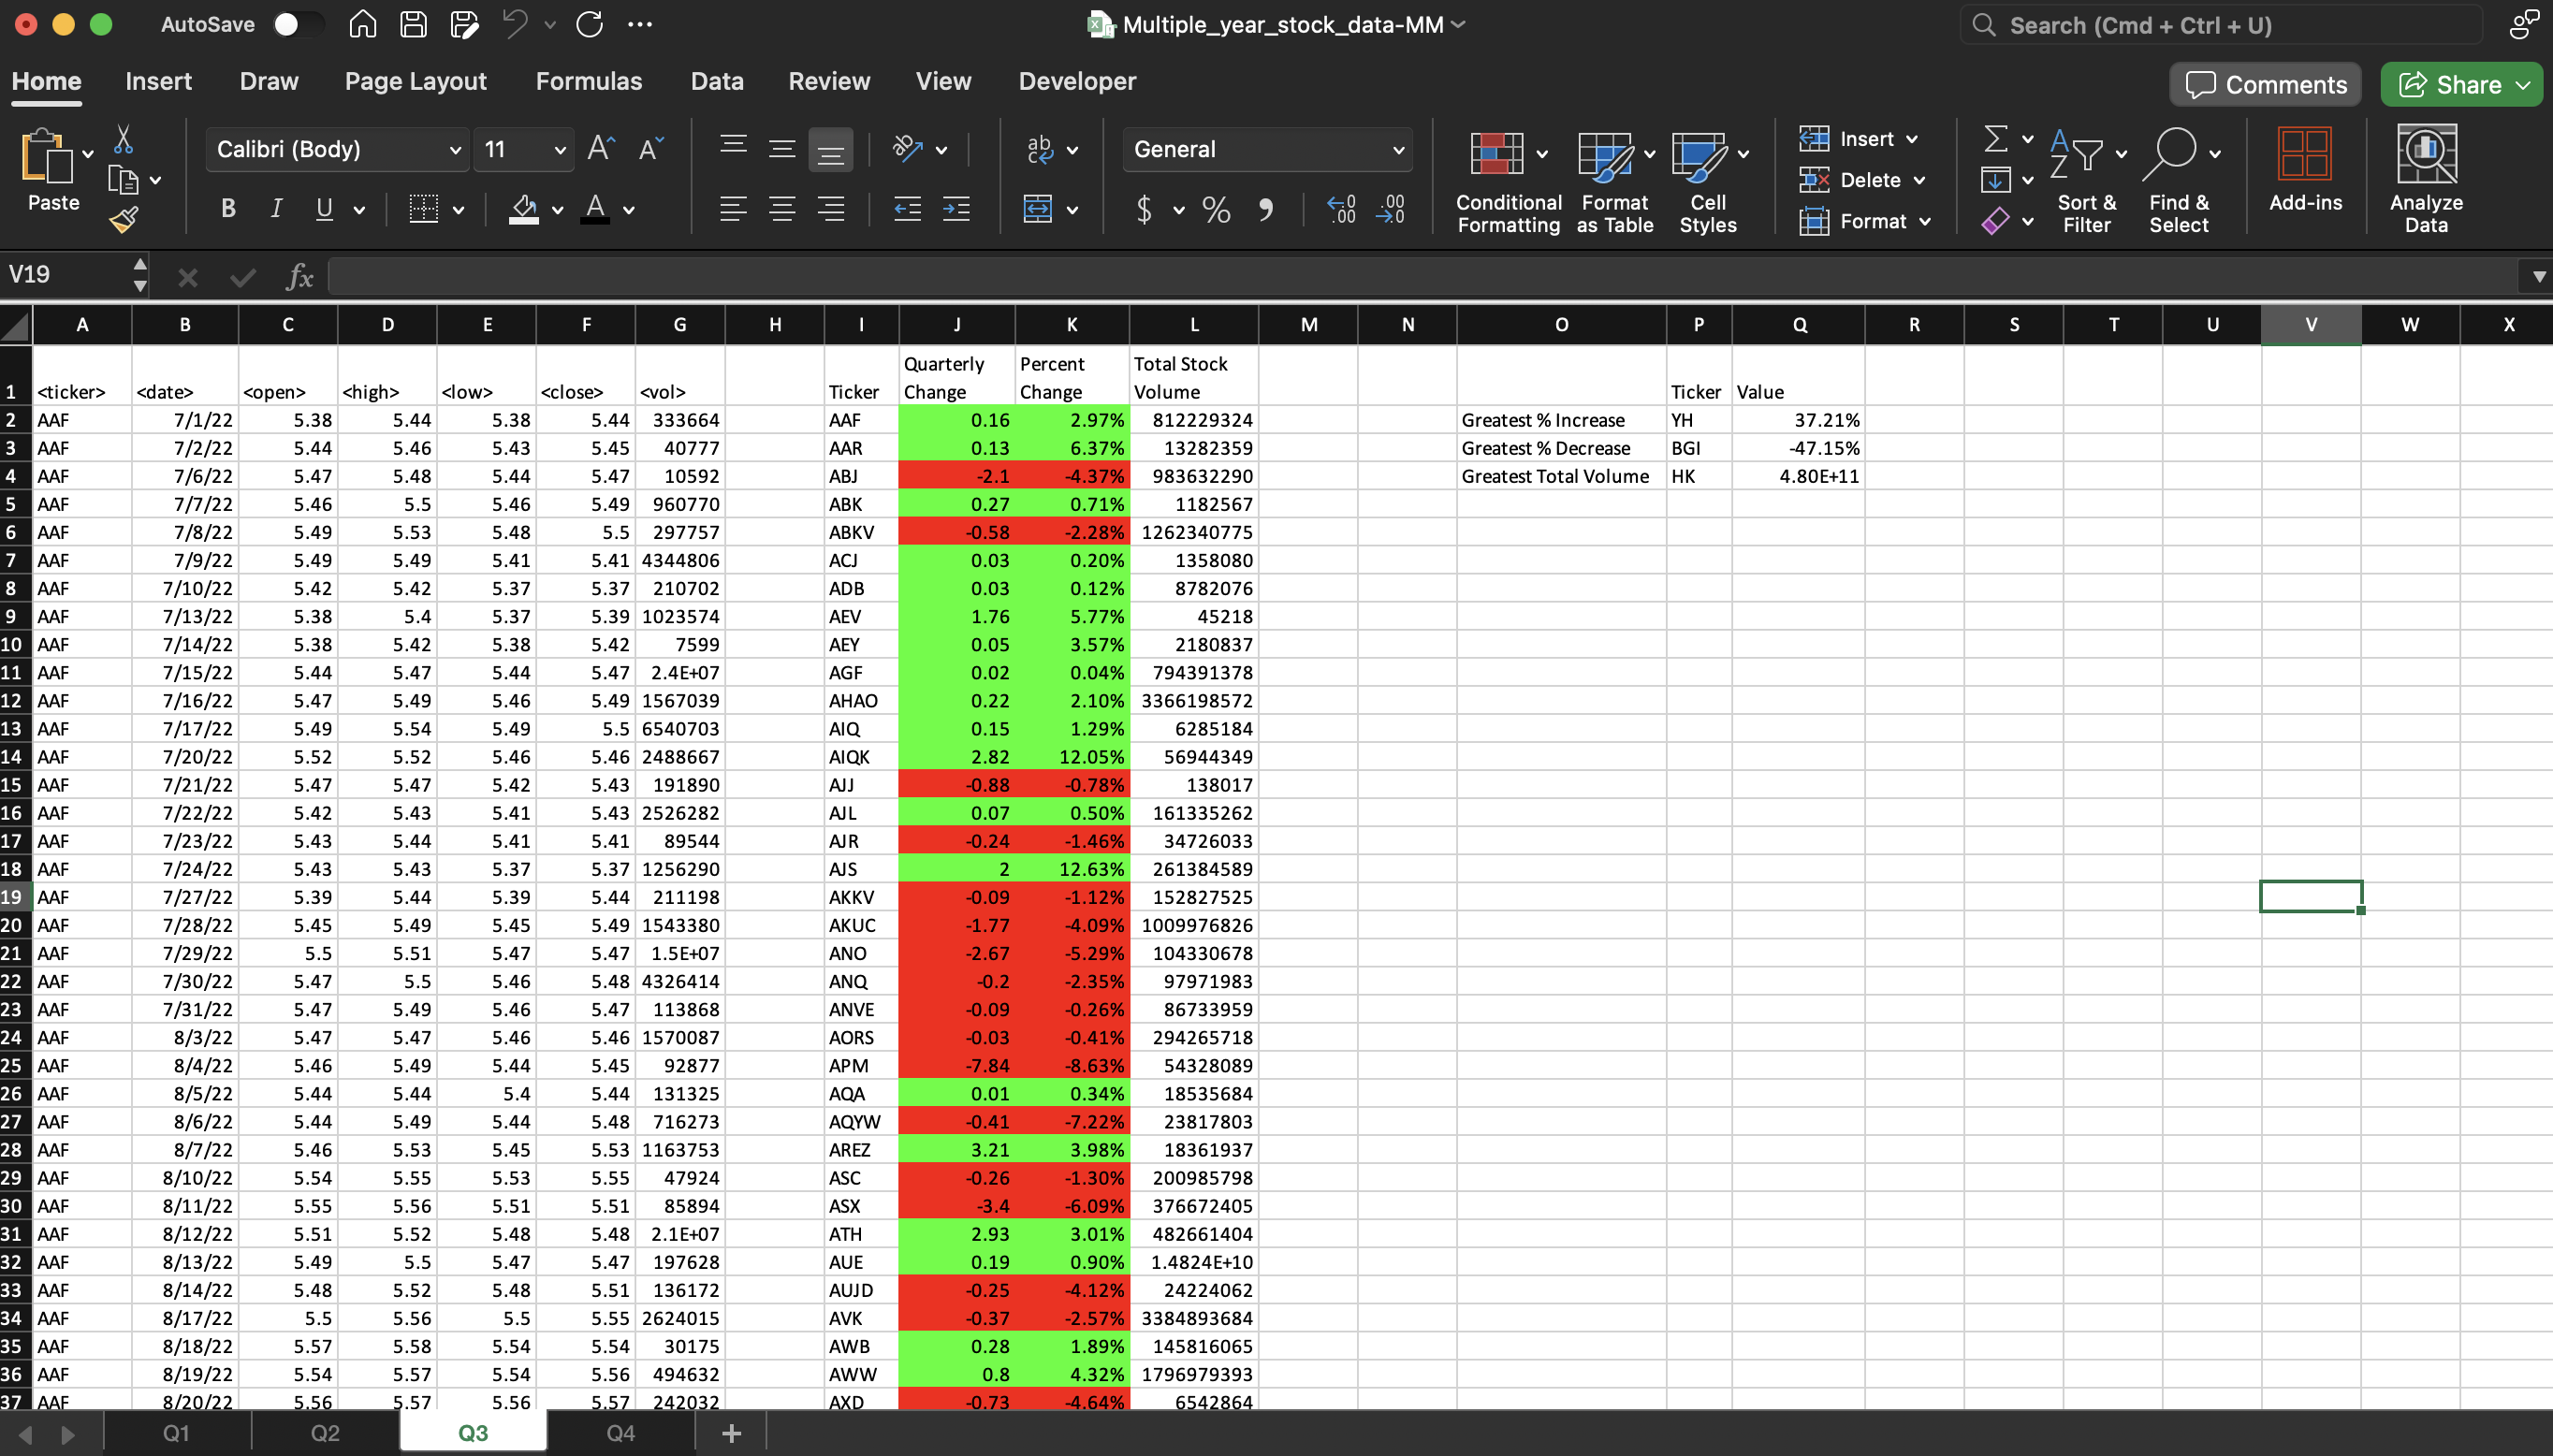 AutoSave
Multiple_year_stock_data-MM
Search (Cmd + Ctrl + U)
Home Insert Draw Page Layout Formulas Data Review View Developer
Comments Share
Paste
Calibri (Body) 11
B I U A
General
$ % 9
Conditional Formatting
Format as Table
Cell Styles
Insert
Delete
Format
Sort & Filter
Find & Select
Add-ins
Analyze Data
V19 fx
A B C D E F G H I J K L M N O P Q R S T U V W X
1 <ticker> <date> <open> <high> <low> <close> <vol> Ticker Quarterly Change Percent Change Total Stock Volume Ticker Value
2 AAF 7/1/22 5.38 5.44 5.38 5.44 333664 AAF 0.16 2.97% 812229324 Greatest % Increase YH 37.21%
3 AAF 7/2/22 5.44 5.46 5.43 5.45 40777 AAR 0.13 6.37% 13282359 Greatest % Decrease BGI -47.15%
4 AAF 7/6/22 5.47 5.48 5.44 5.47 10592 ABJ -2.1 -4.37% 983632290 Greatest Total Volume HK 4.80E+11
5 AAF 7/7/22 5.46 5.5 5.46 5.49 960770 ABK 0.27 0.71% 1182567
6 AAF 7/8/22 5.49 5.53 5.48 5.5 297757 ABKV -0.58 -2.28% 1262340775
7 AAF 7/9/22 5.49 5.49 5.41 5.41 4344806 ACJ 0.03 0.20% 1358080
8 AAF 7/10/22 5.42 5.42 5.37 5.37 210702 ADB 0.03 0.12% 8782076
9 AAF 7/13/22 5.38 5.4 5.37 5.39 1023574 AEV 1.76 5.77% 45218
10 AAF 7/14/22 5.38 5.42 5.38 5.42 7599 AEY 0.05 3.57% 2180837
11 AAF 7/15/22 5.44 5.47 5.44 5.47 2.4E+07 AGF 0.02 0.04% 794391378
12 AAF 7/16/22 5.47 5.49 5.46 5.49 1567039 AHAO 0.22 2.10% 3366198572
13 AAF 7/17/22 5.49 5.54 5.49 5.5 6540703 AIQ 0.15 1.29% 6285184
14 AAF 7/20/22 5.52 5.52 5.46 5.46 2488667 AIQK 2.82 12.05% 56944349
15 AAF 7/21/22 5.47 5.47 5.42 5.43 191890 AJJ -0.88 -0.78% 138017
16 AAF 7/22/22 5.42 5.43 5.41 5.43 2526282 AJL 0.07 0.50% 161335262
17 AAF 7/23/22 5.43 5.44 5.41 5.41 89544 AJR -0.24 -1.46% 34726033
18 AAF 7/24/22 5.43 5.43 5.37 5.37 1256290 AJS 2 12.63% 261384589
19 AAF 7/27/22 5.39 5.44 5.39 5.44 211198 AKKV -0.09 -1.12% 152827525
20 AAF 7/28/22 5.45 5.49 5.45 5.49 1543380 AKUC -1.77 -4.09% 1009976826
21 AAF 7/29/22 5.5 5.51 5.47 5.47 1.5E+07 ANO -2.67 -5.29% 104330678
22 AAF 7/30/22 5.47 5.5 5.46 5.48 4326414 ANQ -0.2 -2.35% 97971983
23 AAF 7/31/22 5.47 5.49 5.46 5.47 113868 ANVE -0.09 -0.26% 86733959
24 AAF 8/3/22 5.47 5.47 5.46 5.46 1570087 AORS -0.03 -0.41% 294265718
25 AAF 8/4/22 5.46 5.49 5.44 5.45 92877 APM -7.84 -8.63% 54328089
26 AAF 8/5/22 5.44 5.44 5.4 5.44 131325 AQA 0.01 0.34% 18535684
27 AAF 8/6/22 5.44 5.49 5.44 5.48 716273 AQYW -0.41 -7.22% 23817803
28 AAF 8/7/22 5.46 5.53 5.45 5.53 1163753 AREZ 3.21 3.98% 18361937
29 AAF 8/10/22 5.54 5.55 5.53 5.55 47924 ASC -0.26 -1.30% 200985798
30 AAF 8/11/22 5.55 5.56 5.51 5.51 85894 ASX -3.4 -6.09% 376672405
31 AAF 8/12/22 5.51 5.52 5.48 5.48 2.1E+07 ATH 2.93 3.01% 482661404
32 AAF 8/13/22 5.49 5.5 5.47 5.47 197628 AUE 0.19 0.90% 1.4824E+10
33 AAF 8/14/22 5.48 5.52 5.48 5.51 136172 AUJD -0.25 -4.12% 24224062
34 AAF 8/17/22 5.5 5.56 5.5 5.55 2624015 AVK -0.37 -2.57% 3384893684
35 AAF 8/18/22 5.57 5.58 5.54 5.54 30175 AWB 0.28 1.89% 145816065
36 AAF 8/19/22 5.54 5.57 5.54 5.56 494632 AWW 0.8 4.32% 1796979393
37 AAF 8/20/22 5.56 5.57 5.56 5.57 242032 AXD -0.73 -4.64% 6542864
Q1 Q2 Q3 Q4 +